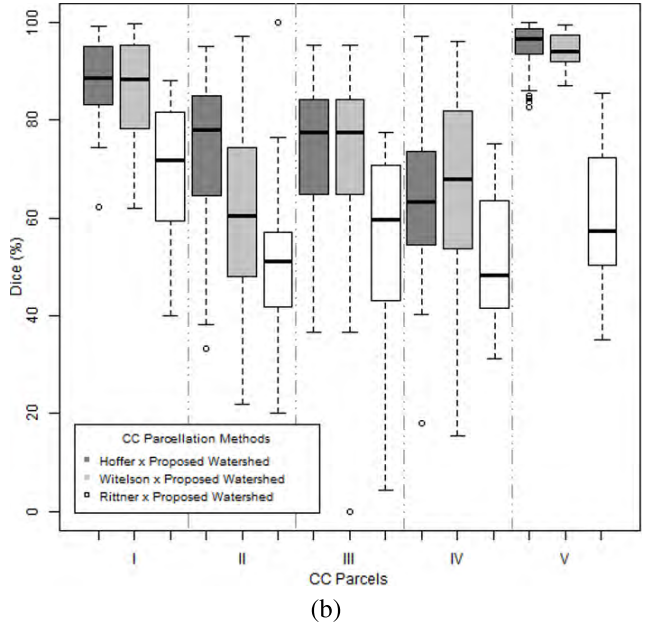 100
80
60
40
20
0
Dice (%)
CC Parcellation Methods
Hoffer x Proposed Watershed
Witelson x Proposed Watershed
Rittner x Proposed Watershed
I II III IV V
CC Parcels
(b)